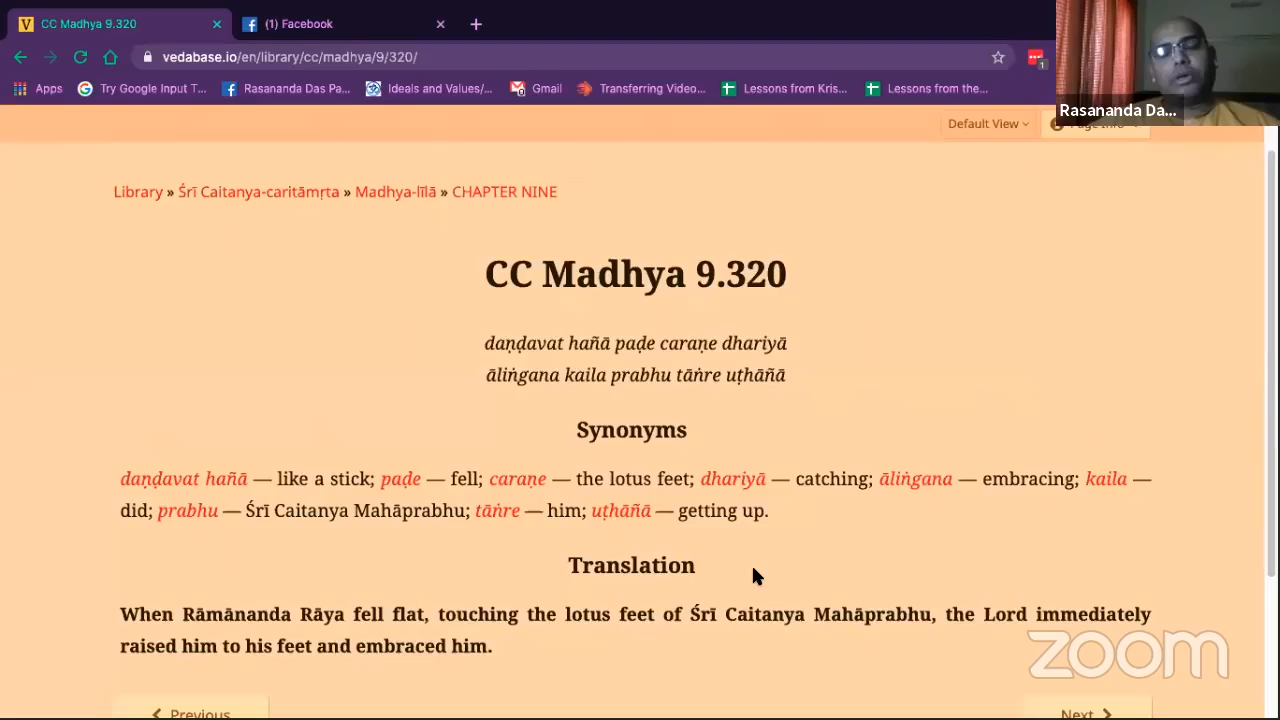 CC Madhya 9.320
(1) Facebook
vedabase.io/en/library/cc/madhya/9/320/
1
Apps
Try Google Input T...
Rasananda Das Pa...
Ideals and Values/...
Gmail
Transferring Video...
Lessons from Kris...
Lessons from the...
Rasananda Da...
Default View
Page Info
Library » Śrī Caitanya-caritāmṛta » Madhya-līlā » CHAPTER NINE
CC Madhya 9.320
daṇḍavat hañā paḍe caraṇe dhariyā
āliṅgana kaila prabhu tāṅre uṭhāñā
Synonyms
daṇḍavat hañā — like a stick; paḍe — fell; caraṇe — the lotus feet; dhariyā — catching; āliṅgana — embracing; kaila —
did; prabhu — Śrī Caitanya Mahāprabhu; tāṅre — him; uṭhāñā — getting up.
Translation
When Rāmānanda Rāya fell flat, touching the lotus feet of Śrī Caitanya Mahāprabhu, the Lord immediately
raised him to his feet and embraced him.
zoom
Previous
Next